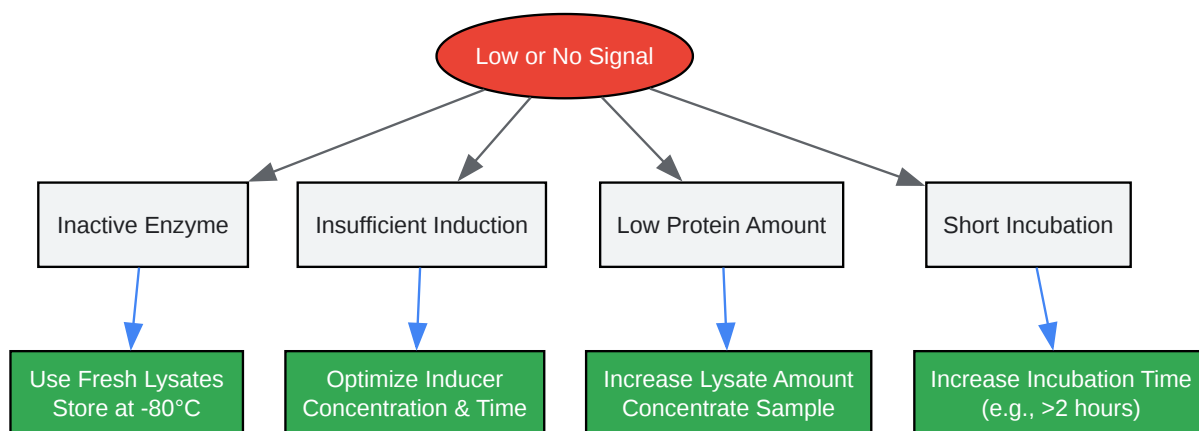 Low or No Signal
Inactive Enzyme
Insufficient Induction
Low Protein Amount
Short Incubation
Use Fresh Lysates
Store at -80°C
Optimize Inducer
Concentration & Time
Increase Lysate Amount
Concentrate Sample
Increase Incubation Time
(e.g., >2 hours)